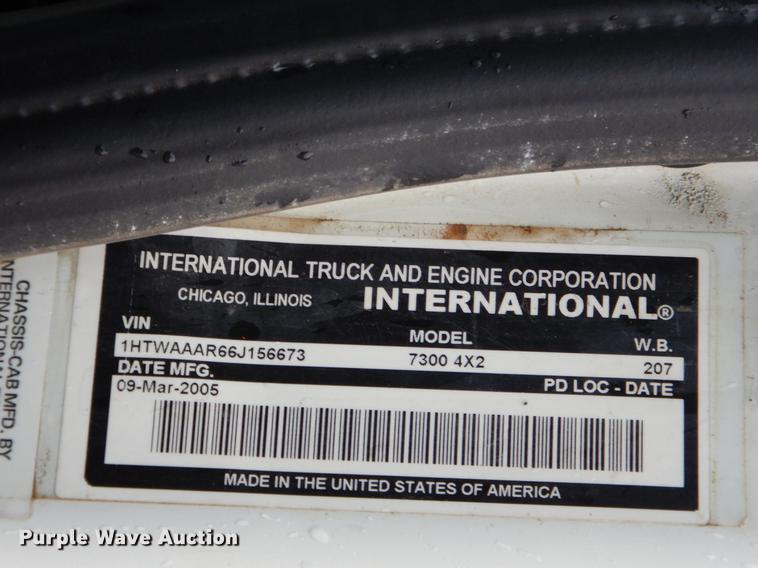 INTERNATIONAL TRUCK AND ENGINE CORPORATION
CHICAGO, ILLINOIS INTERNATIONAL®
VIN MODEL W.B.
1HTWAAAR66J156673 7300 4X2 207
DATE MFG. PD LOC - DATE
09-Mar-2005
MADE IN THE UNITED STATES OF AMERICA
CHASSIS-CAB MFD. BY
NTERNATIONAL
Purple Wave Auction